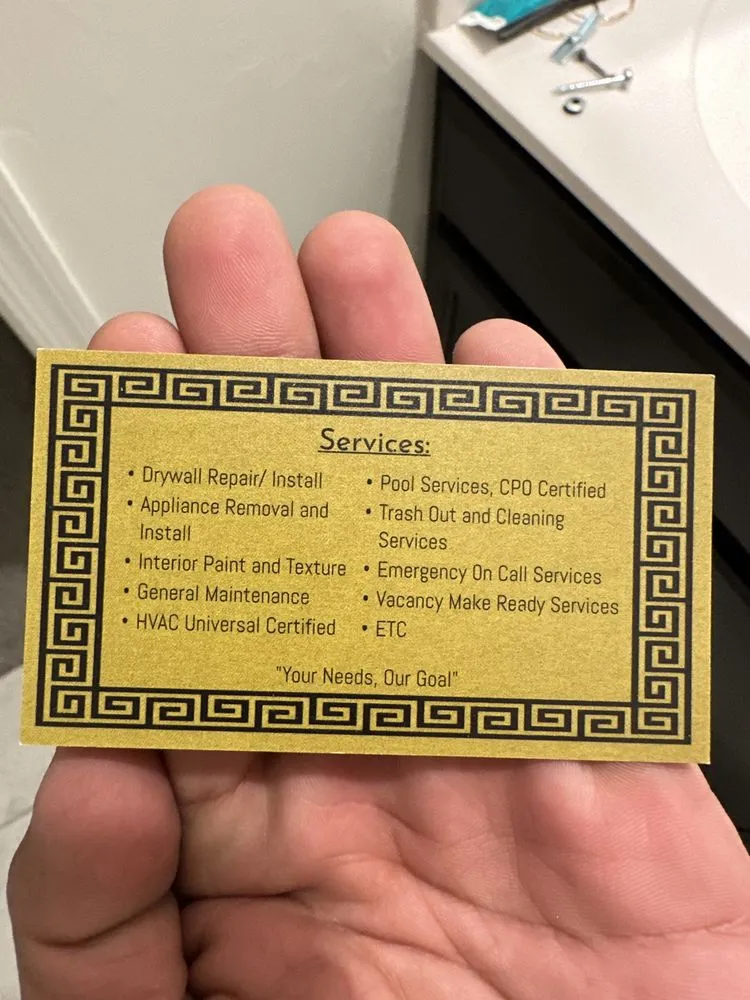 Services:
• Drywall Repair/ Install
• Appliance Removal and
Install
• Interior Paint and Texture
• General Maintenance
• HVAC Universal Certified
• Pool Services, CPO Certified
• Trash Out and Cleaning
Services
• Emergency On Call Services
• Vacancy Make Ready Services
• ETC
"Your Needs, Our Goal"